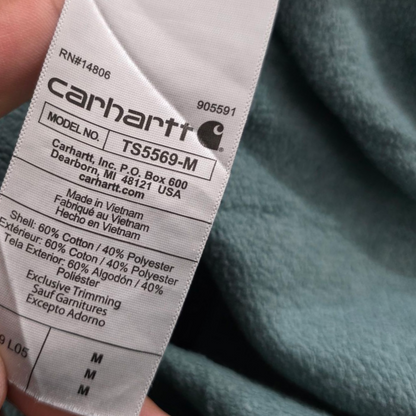 RN#14806
905591
carhartt
MODEL NO. TS5569-M
Carhartt, Inc. P.O. Box 600
Dearborn, MI 48121 USA
carhartt.com
Made in Vietnam
Fabriqué au Vietnam
Hecho en Vietnam
Shell: 60% Cotton / 40% Polyester
Extérieur: 60% Coton / 40% Polyester
Tela Exterior: 60% Algodón / 40%
Poliéster
Exclusive Trimming
Sauf Garnitures
Excepto Adorno
9 L05
M
M
M